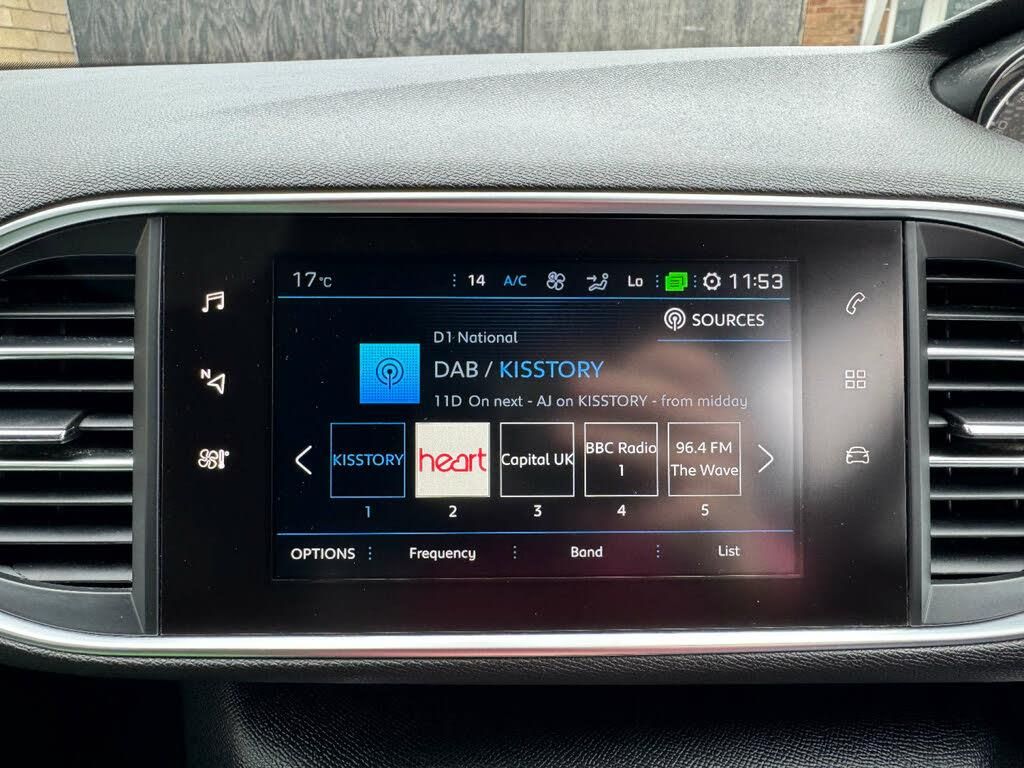 17°C
14 A/C Lo 11:53
SOURCES
D1 National
DAB / KISSTORY
11D On next - AJ on KISSTORY - from midday
N
KISSTORY
heart
Capital UK
BBC Radio
1
96.4 FM
The Wave
1 2 3 4 5
OPTIONS Frequency Band List